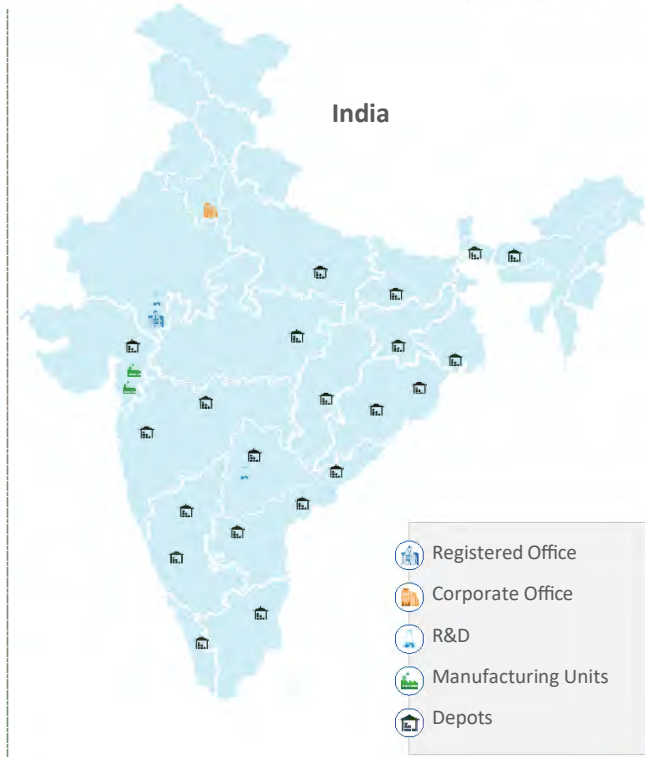 India
Registered Office
Corporate Office
R&D
Manufacturing Units
Depots